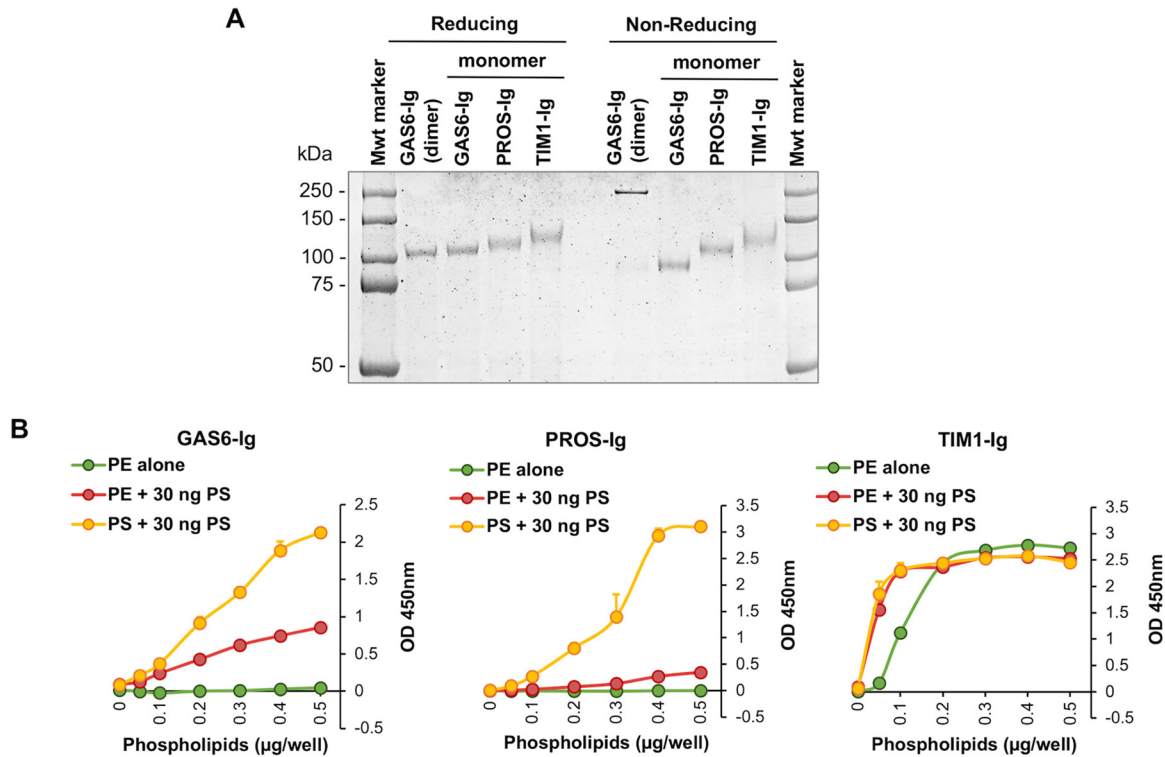 A
Reducing
Non-Reducing
monomer
monomer
Mwt marker
GAS6-Ig
(dimer)
GAS6-Ig
PROS-Ig
TIM1-Ig
GAS6-Ig
(dimer)
GAS6-Ig
PROS-Ig
TIM1-Ig
Mwt marker
kDa
250 -
150 -
100 -
75 -
50 -
B
GAS6-Ig
PE alone
PE + 30 ng PS
PS + 30 ng PS
2.5
2
1.5
1
0.5
0
-0.5
OD 450nm
0
0.1
0.2
0.3
0.4
0.5
Phospholipids (µg/well)
PROS-Ig
PE alone
PE + 30 ng PS
PS + 30 ng PS
3.5
3
2.5
2
1.5
1
0.5
0
-0.5
OD 450nm
0
0.1
0.2
0.3
0.4
0.5
Phospholipids (µg/well)
TIM1-Ig
PE alone
PE + 30 ng PS
PS + 30 ng PS
3.5
3
2.5
2
1.5
1
0.5
0
-0.5
OD 450nm
0
0.1
0.2
0.3
0.4
0.5
Phospholipids (µg/well)